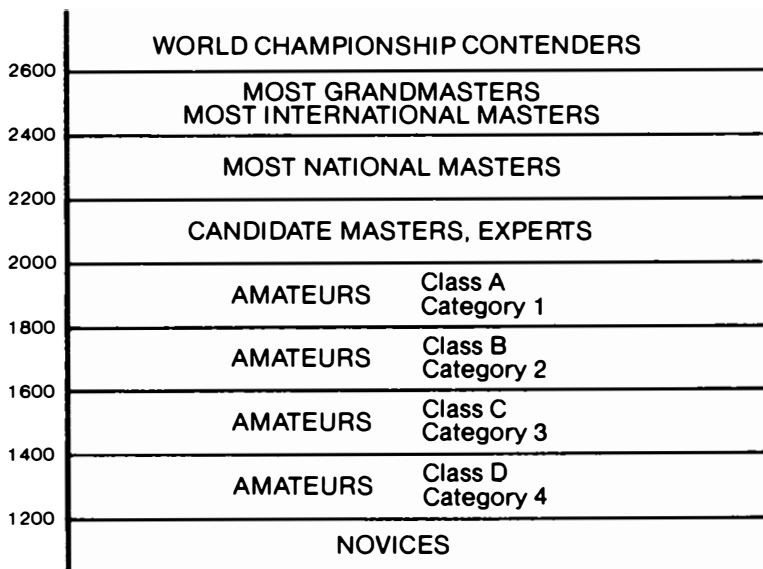 WORLD CHAMPIONSHIP CONTENDERS
2600
MOST GRANDMASTERS
MOST INTERNATIONAL MASTERS
2400
MOST NATIONAL MASTERS
2200
CANDIDATE MASTERS, EXPERTS
2000
AMATEURS Class A
Category 1
1800
AMATEURS Class B
Category 2
1600
AMATEURS Class C
Category 3
1400
AMATEURS Class D
Category 4
1200
NOVICES